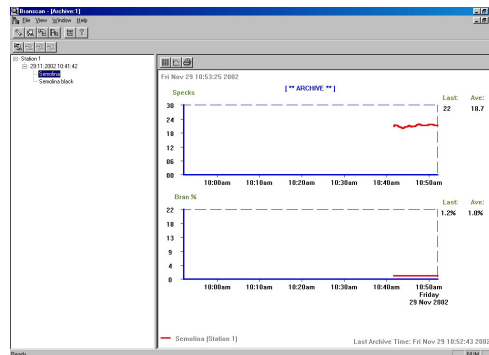 Branscan - [Archive:1]
File View Window Help
Station 1
29:11:2002 10:41:42
Semolina
Semolina black
Fri Nov 29 10:53:25 2002
[ ** ARCHIVE ** ]
Specks
Last: Ave:
22 18.7
30
24
18
12
06
00
10:00am 10:10am 10:20am 10:30am 10:40am 10:50am
Bran %
Last: Ave:
1.2% 1.0%
22
18
13
9
4
0
10:00am 10:10am 10:20am 10:30am 10:40am 10:50am
Friday
29 Nov 2002
Semolina (Station 1)
Last Archive Time: Fri Nov 29 10:52:43 2002
Ready
NUM